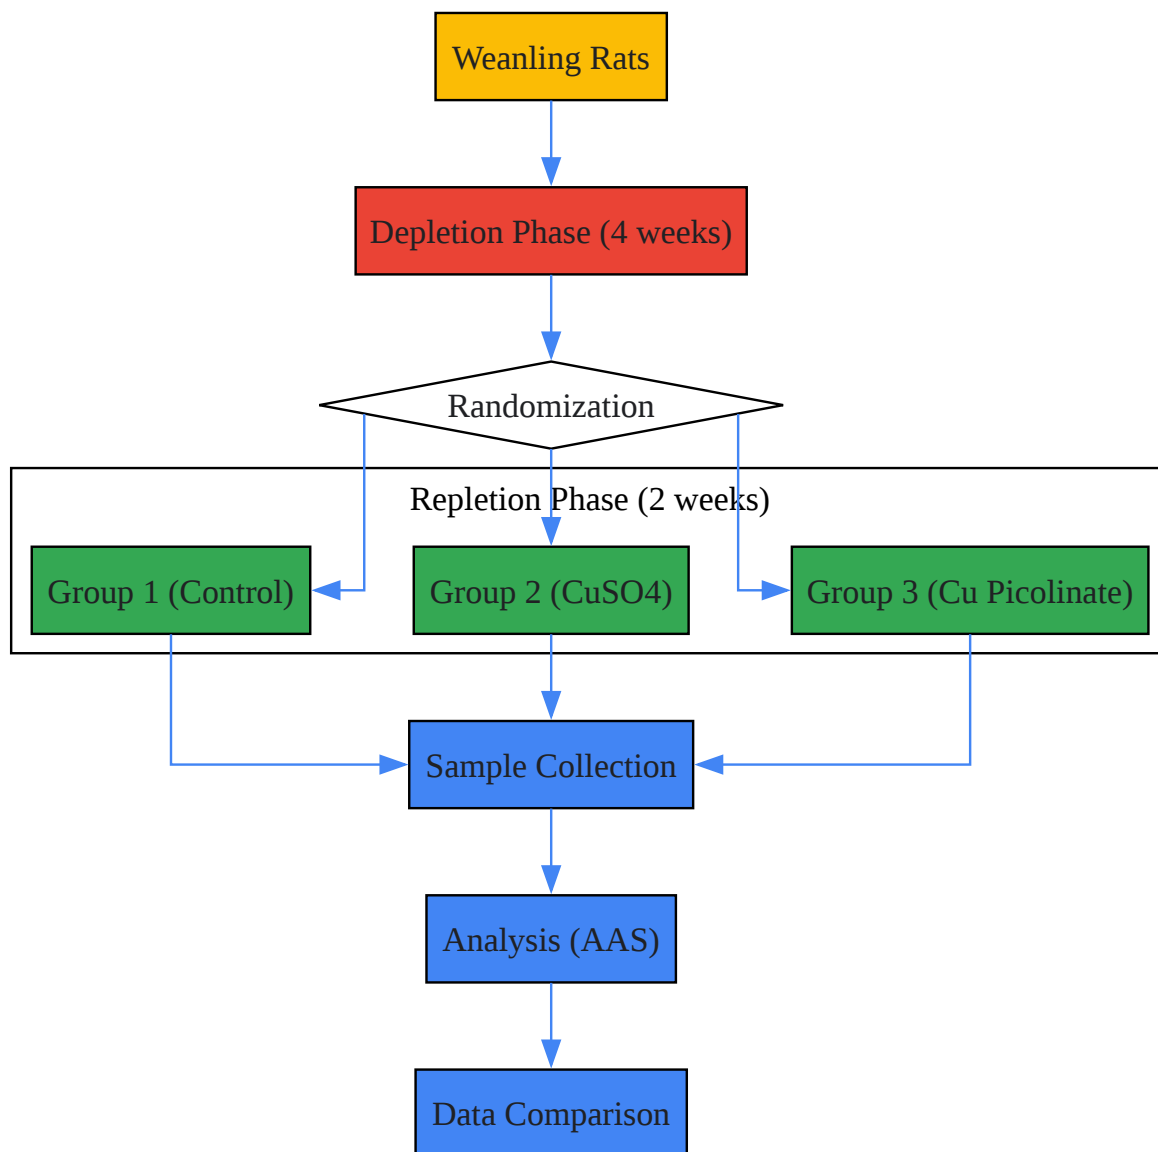 Weanling Rats
Depletion Phase (4 weeks)
Randomization
Repletion Phase (2 weeks)
Group 1 (Control)
Group 2 (CuSO4)
Group 3 (Cu Picolinate)
Sample Collection
Analysis (AAS)
Data Comparison